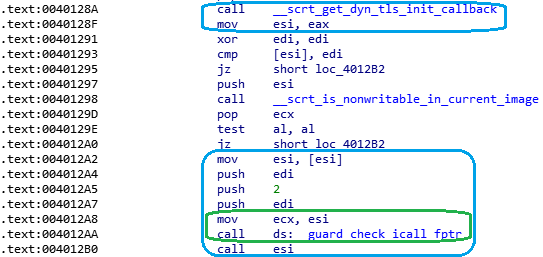 .text:0040128A call __scrt_get_dyn_tls_init_callback
.text:0040128F mov esi, eax
.text:00401291 xor edi, edi
.text:00401293 cmp [esi], edi
.text:00401295 jz short loc_4012B2
.text:00401297 push esi
.text:00401298 call __scrt_is_nonwritable_in_current_image
.text:0040129D pop ecx
.text:0040129E test al, al
.text:004012A0 jz short loc_4012B2
.text:004012A2 mov esi, [esi]
.text:004012A4 push edi
.text:004012A5 push 2
.text:004012A7 push edi
.text:004012A8 mov ecx, esi
.text:004012AA call ds:__guard_check_icall_fptr
.text:004012B0 call esi